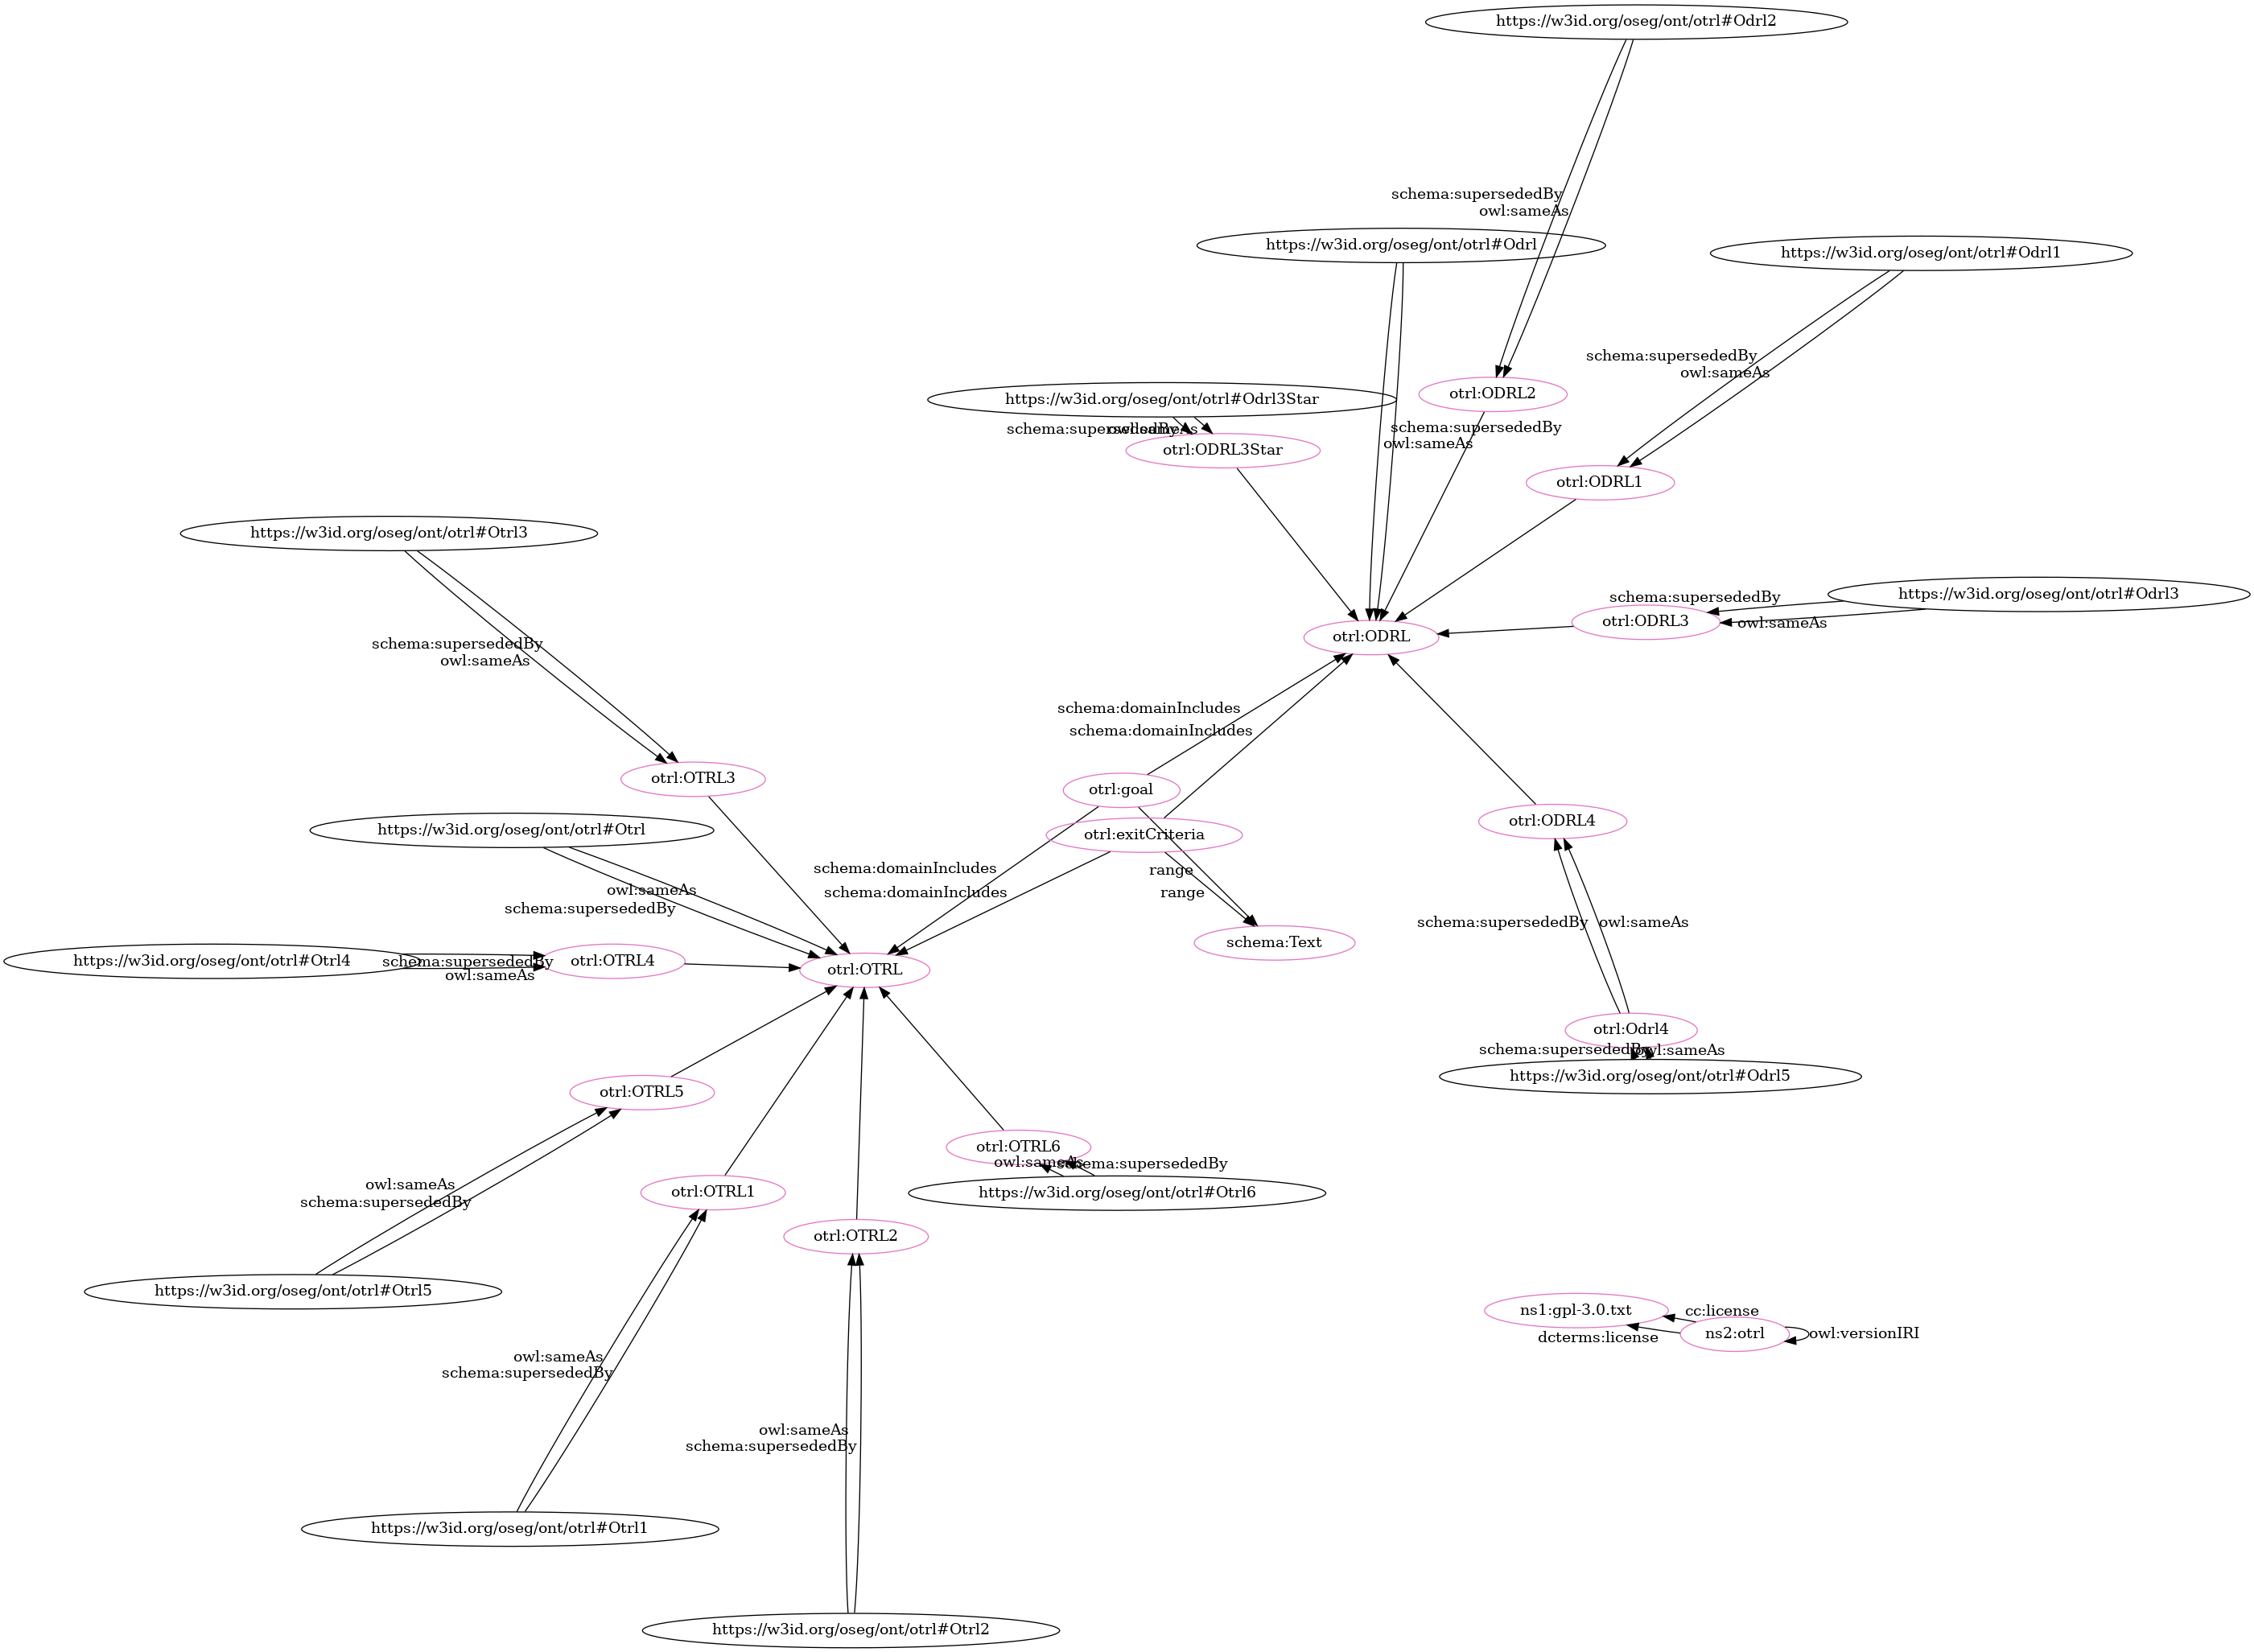 https://w3id.org/oseg/ont/otrl#Odrl2
schema:supersededBy
owl:sameAs
https://w3id.org/oseg/ont/otrl#Odrl
https://w3id.org/oseg/ont/otrl#Odrl1
schema:supersededBy
owl:sameAs
otrl:ODRL2
https://w3id.org/oseg/ont/otrl#Odrl3Star
schema:supersededBy
owl:sameAs
schema:supersededBy
owl:sameAs
otrl:ODRL3Star
otrl:ODRL1
https://w3id.org/oseg/ont/otrl#Otrl3
schema:supersededBy
https://w3id.org/oseg/ont/otrl#Odrl3
otrl:ODRL3
owl:sameAs
otrl:ODRL
schema:supersededBy
owl:sameAs
schema:domainIncludes
schema:domainIncludes
otrl:OTRL3
otrl:goal
https://w3id.org/oseg/ont/otrl#Otrl
otrl:exitCriteria
otrl:ODRL4
schema:domainIncludes
range
owl:sameAs
schema:domainIncludes
range
schema:supersededBy
schema:supersededBy
owl:sameAs
schema:Text
https://w3id.org/oseg/ont/otrl#Otrl4
schema:supersededBy
owl:sameAs
otrl:OTRL4
otrl:OTRL
otrl:Odrl4
schema:supersededBy
owl:sameAs
https://w3id.org/oseg/ont/otrl#Odrl5
otrl:OTRL5
otrl:OTRL6
owl:sameAs
schema:supersededBy
owl:sameAs
schema:supersededBy
otrl:OTRL1
https://w3id.org/oseg/ont/otrl#Otrl6
otrl:OTRL2
https://w3id.org/oseg/ont/otrl#Otrl5
ns1:gpl-3.0.txt
cc:license
dcterms:license
ns2:otrl
owl:versionIRI
owl:sameAs
schema:supersededBy
owl:sameAs
schema:supersededBy
https://w3id.org/oseg/ont/otrl#Otrl1
https://w3id.org/oseg/ont/otrl#Otrl2